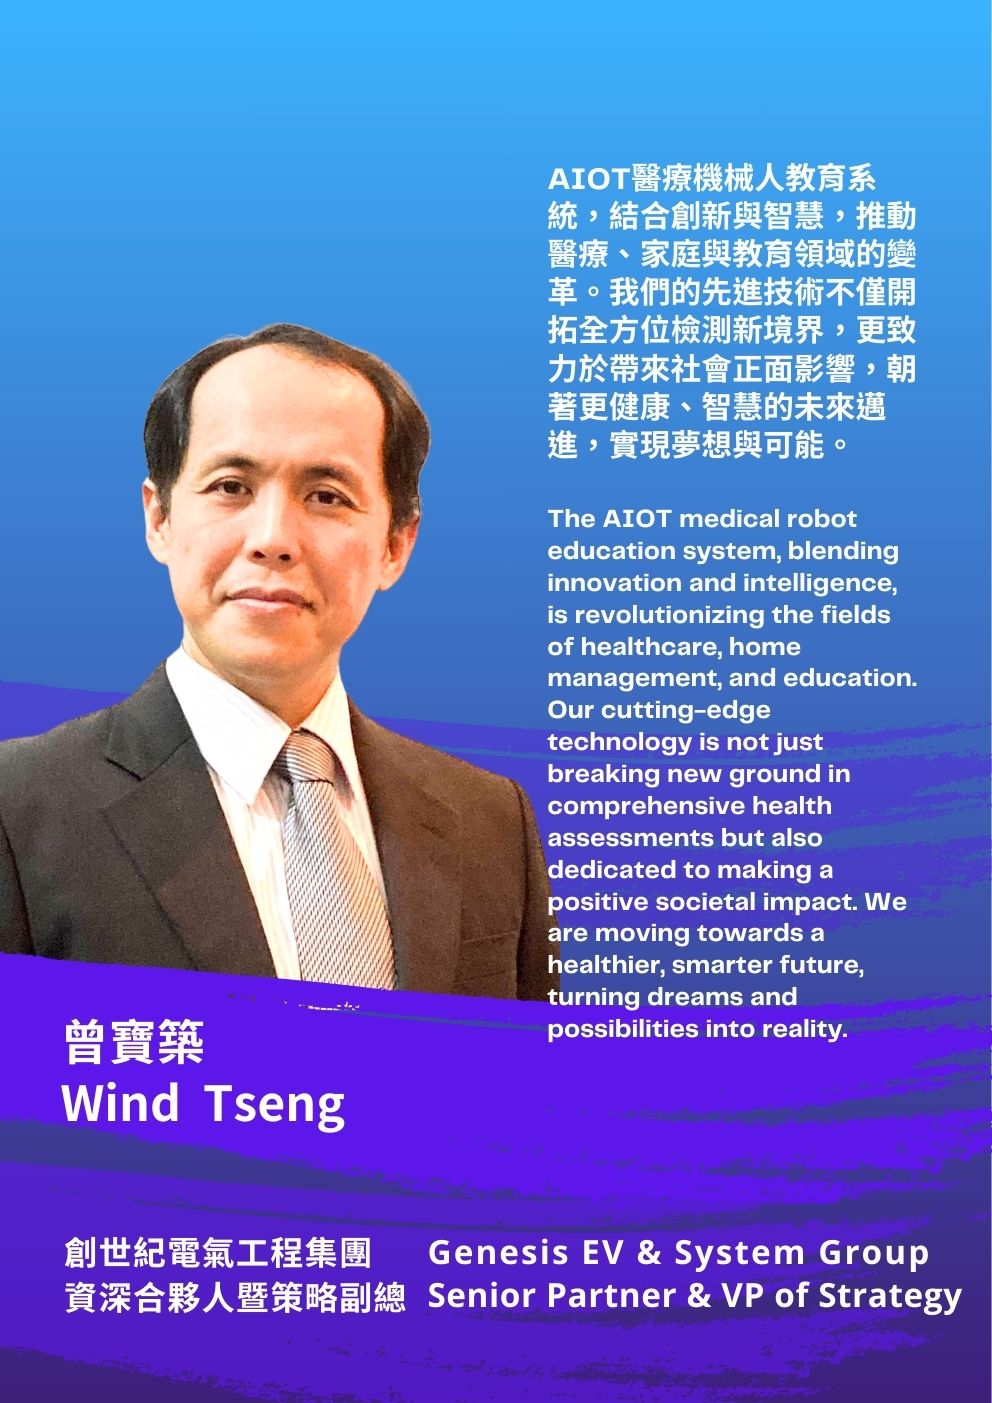 AIOT醫療機械人教育系
統，結合創新與智慧，推動
醫療、家庭與教育領域的變
革。我們的先進技術不僅開
拓全方位檢測新境界，更致
力於帶來社會正面影響，朝
著更健康、智慧的未來邁
進，實現夢想與可能。
The AIOT medical robot
education system, blending
innovation and intelligence,
is revolutionizing the fields
of healthcare, home
management, and education.
Our cutting-edge
technology is not just
breaking new ground in
comprehensive health
assessments but also
dedicated to making a
positive societal impact. We
are moving towards a
healthier, smarter future,
turning dreams and
possibilities into reality.
曾寶築
Wind Tseng
創世紀電氣工程集團
資深合夥人暨策略副總
Genesis EV & System Group
Senior Partner & VP of Strategy